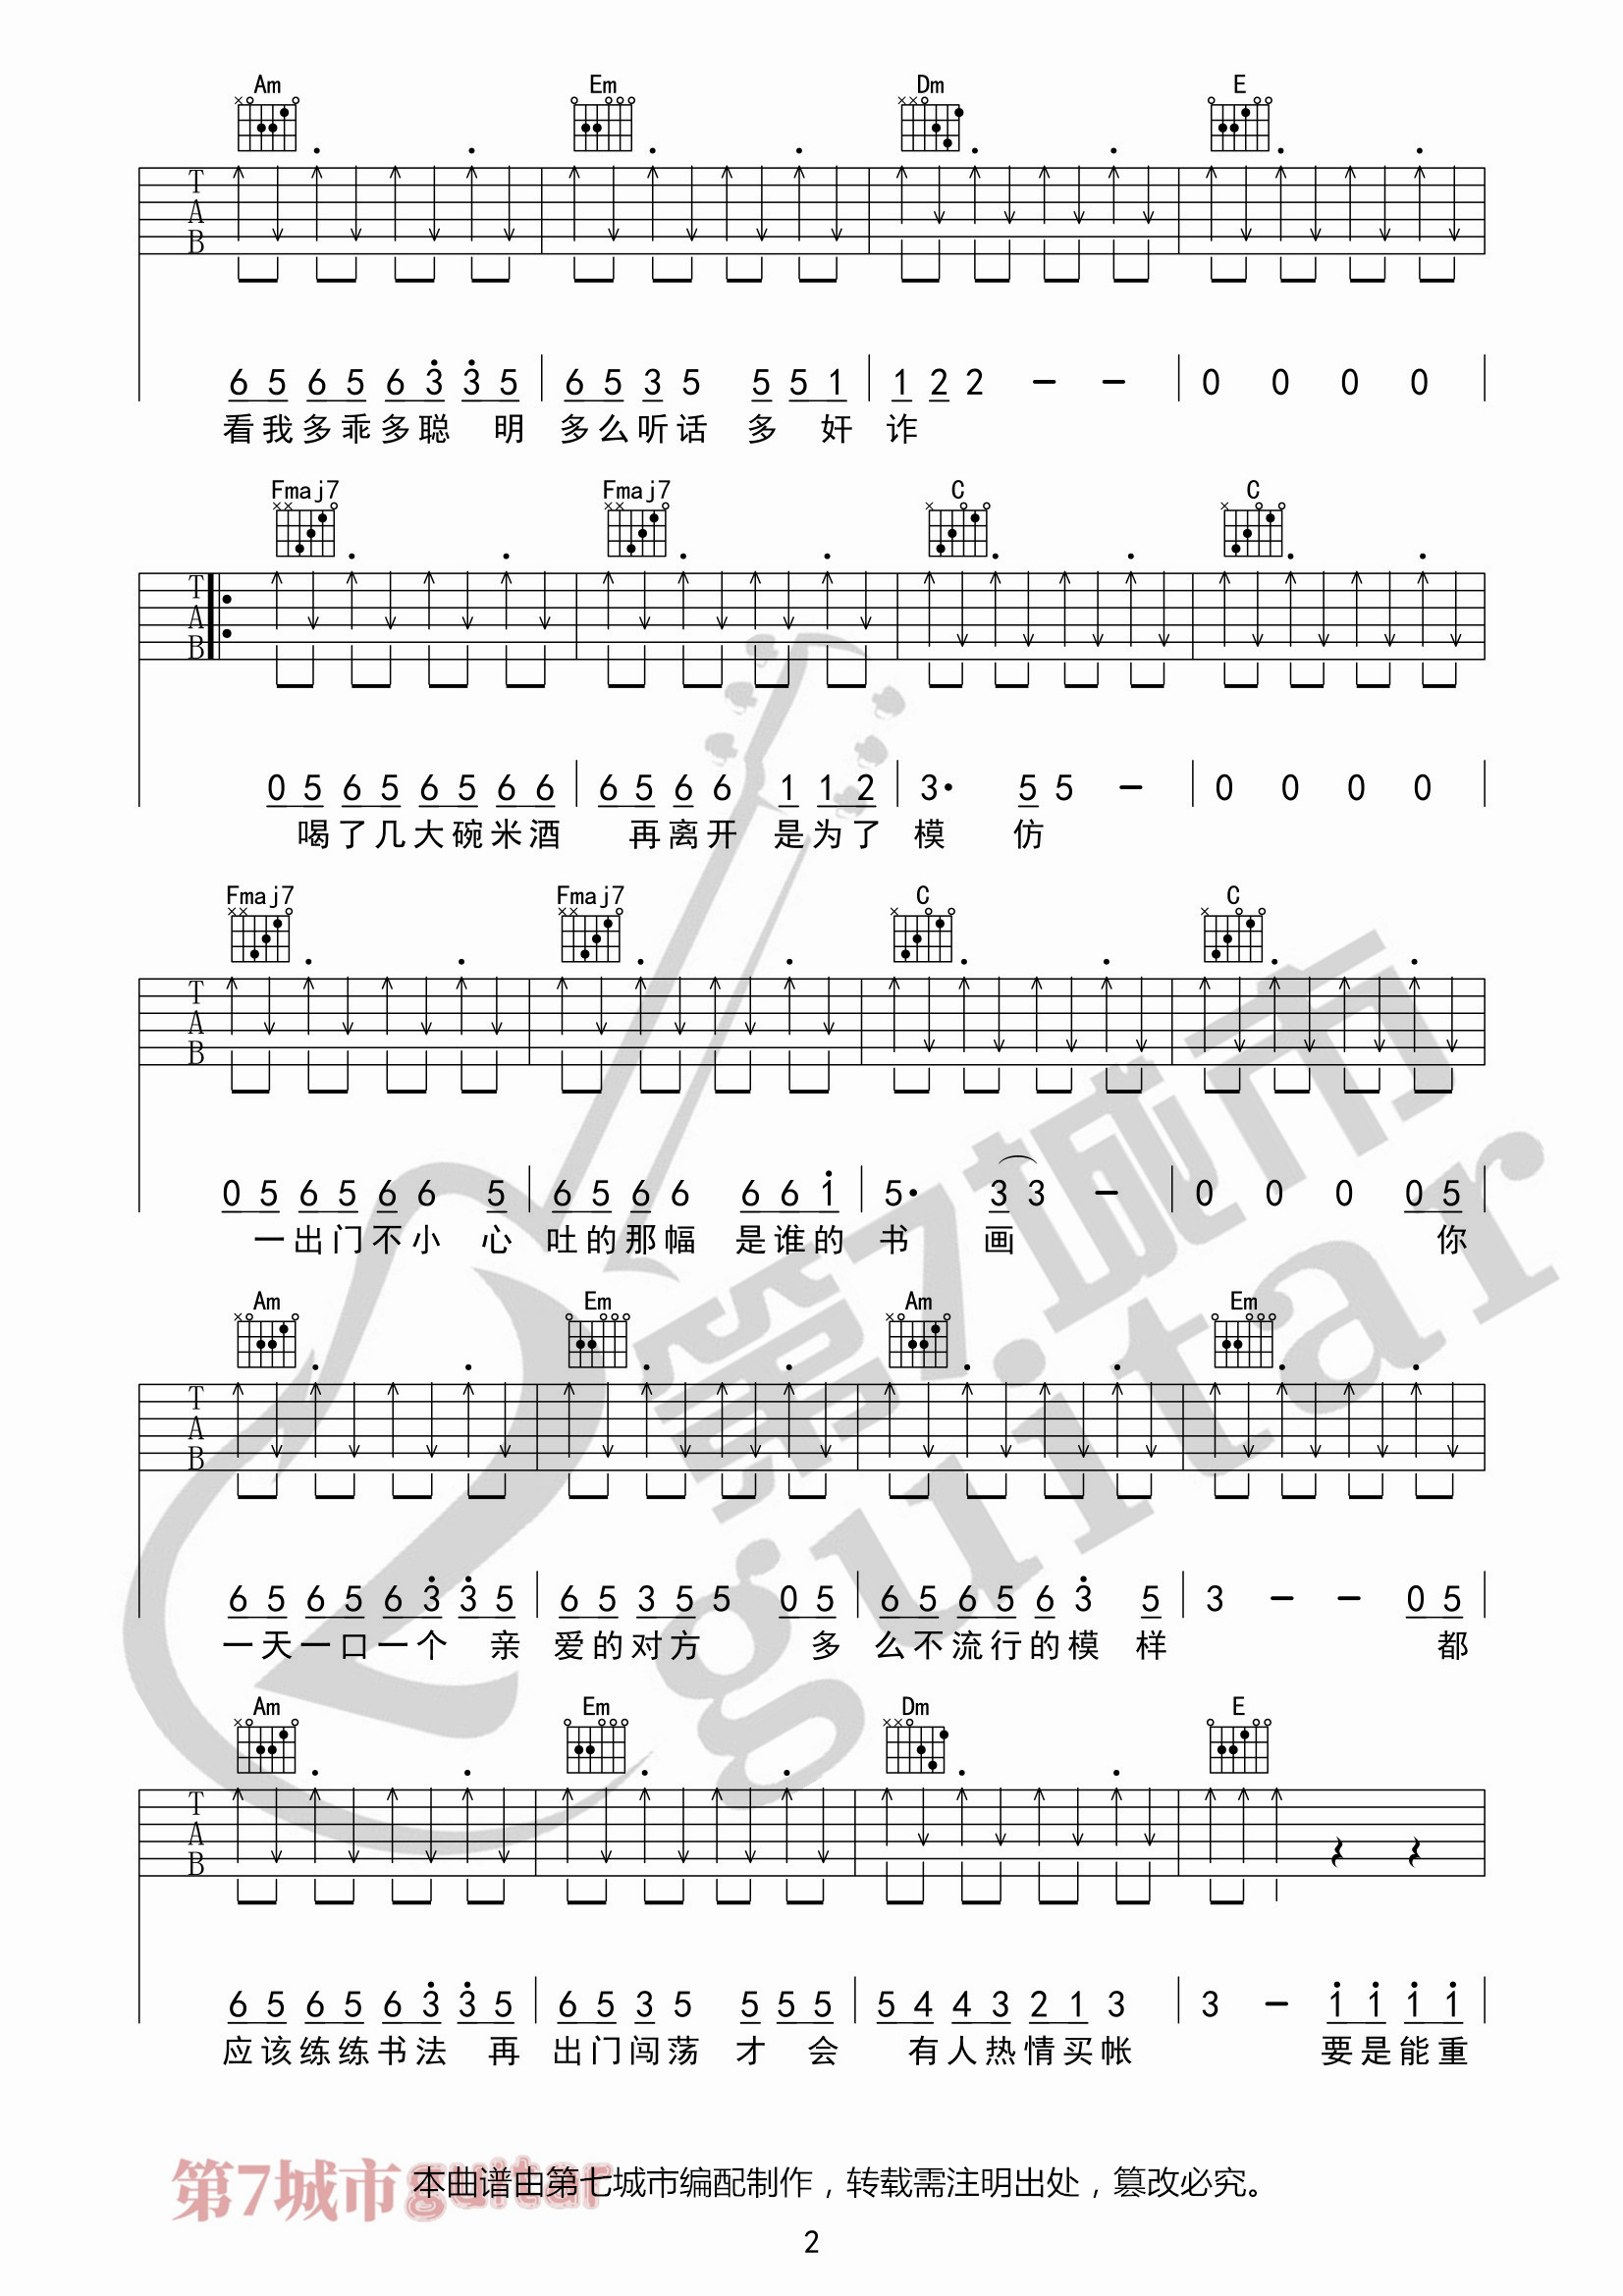 Am Em Dm E
T
A
B
6 5 6 5 6 3 3 5 | 6 5 3 5 5 5 1 | 1 2 2 - - | 0 0 0 0 |
看我多乖多聪 明 多么听话 多 奸 诈
Fmaj7 Fmaj7 C C
T
A
B
0 5 6 5 6 5 6 6 | 6 5 6 6 1 1 2 | 3· 5 5 - | 0 0 0 0 |
喝了几大碗米酒 再离开 是为了 模 仿
Fmaj7 Fmaj7 C C
T
A
B
0 5 6 5 6 6 5 | 6 5 6 6 6 6 1 | 5· 3 3 - | 0 0 0 0 5 |
一出门不小 心 吐的那幅 是谁的 书 画 你
Am Em Am Em
T
A
B
6 5 6 5 6 3 3 5 | 6 5 3 5 5 0 5 | 6 5 6 5 6 3 5 | 3 - - 0 5 |
一天一口一个 亲 爱的对方 多 么不流行的模 样 都
Am Em Dm E
T
A
B
6 5 6 5 6 3 3 5 | 6 5 3 5 5 5 5 | 5 4 4 3 2 1 3 | 3 - 1 1 1 1 |
应该练练书法 再 出门闯荡 才 会 有人热情买帐 要是能重
第7城市guitar 本曲谱由第七城市编配制作，转载需注明出处，篡改必究。
2
第7城市
guitar